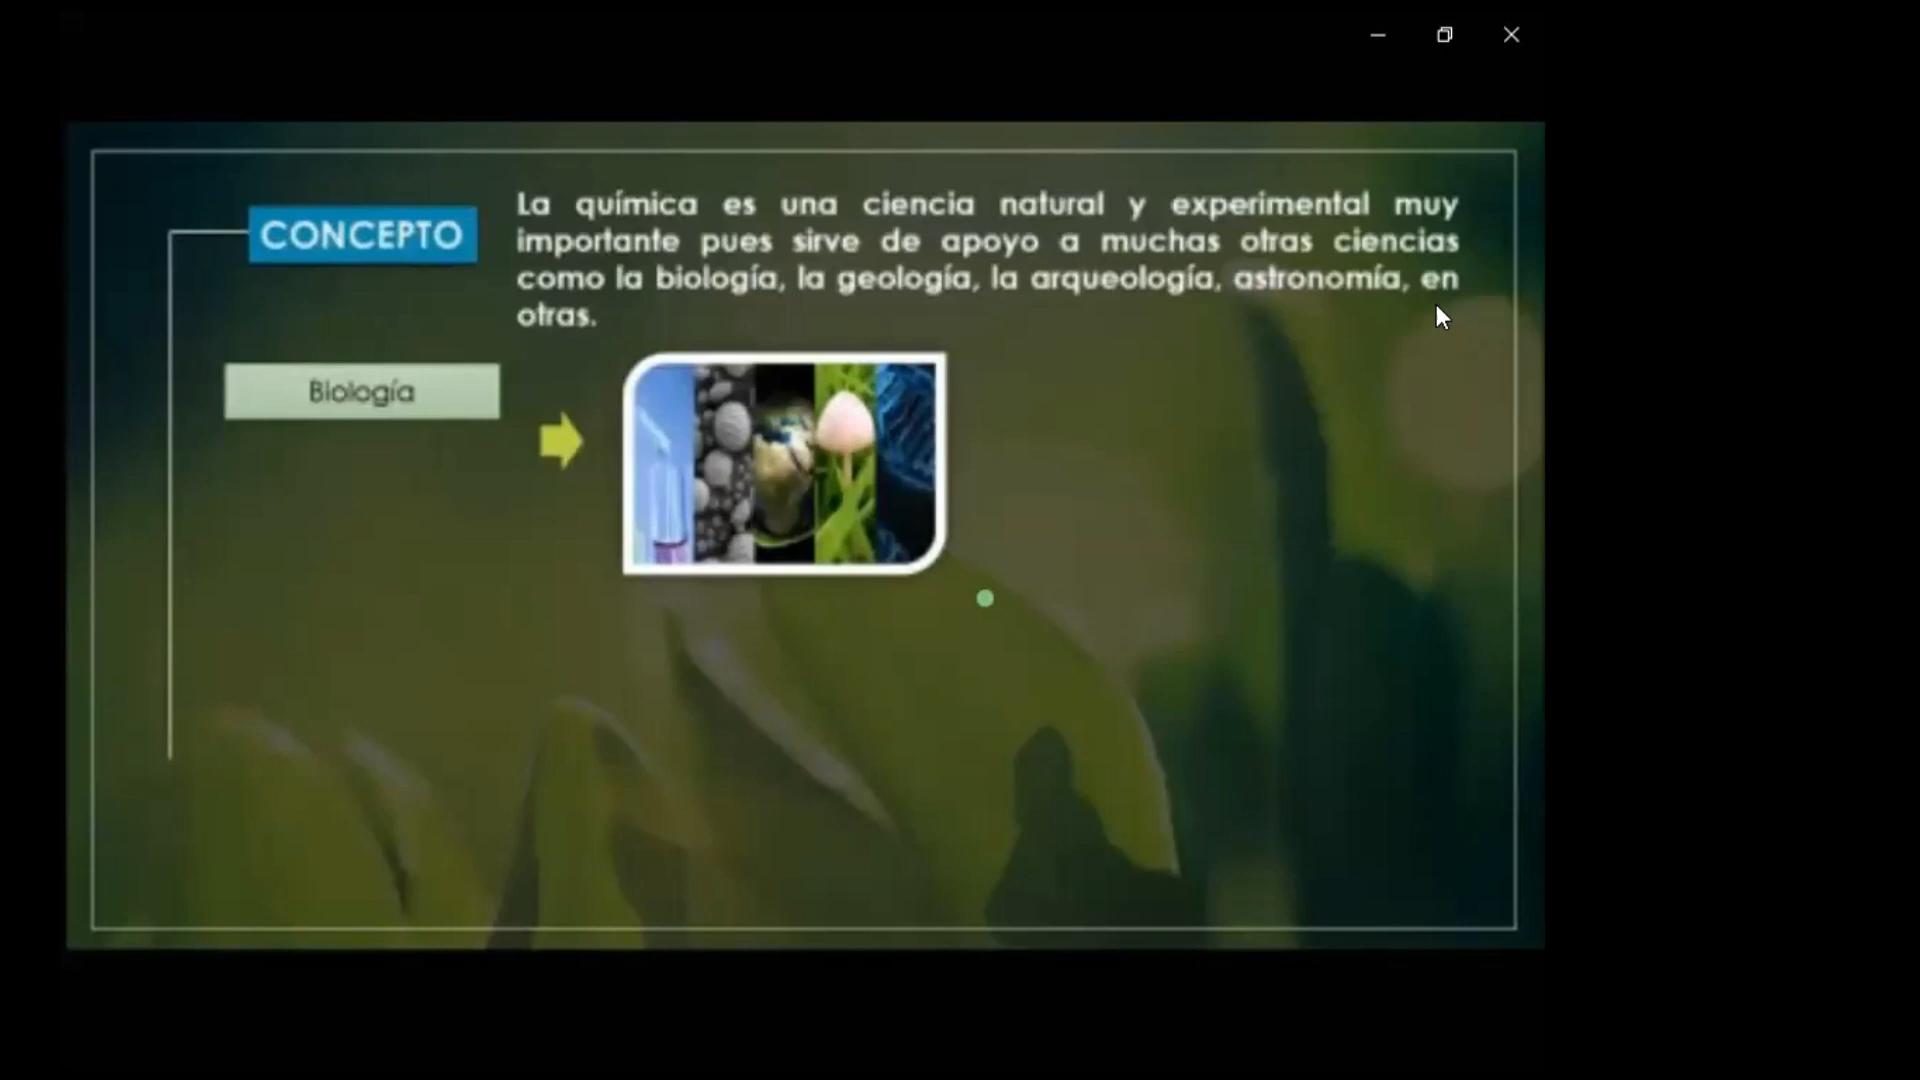 CONCEPTO
La química es una ciencia natural y experimental muy
importante pues sirve de apoyo a muchas otras ciencias
como la biología, la geología, la arqueología, astronomía, en
otras.
Biología